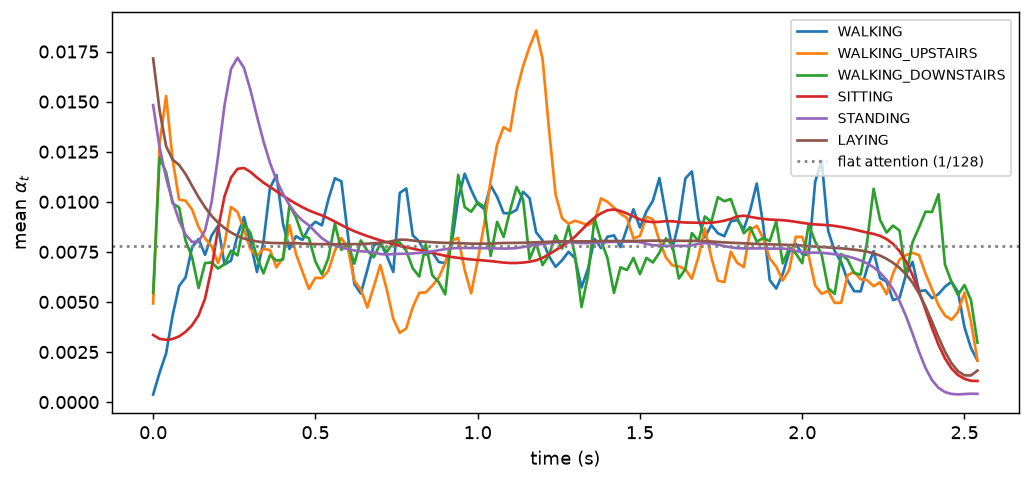 0.0175
0.0150
0.0125
0.0100
0.0075
0.0050
0.0025
0.0000
mean αt
0.0
0.5
1.0
1.5
2.0
2.5
time (s)
WALKING
WALKING_UPSTAIRS
WALKING_DOWNSTAIRS
SITTING
STANDING
LAYING
flat attention (1/128)